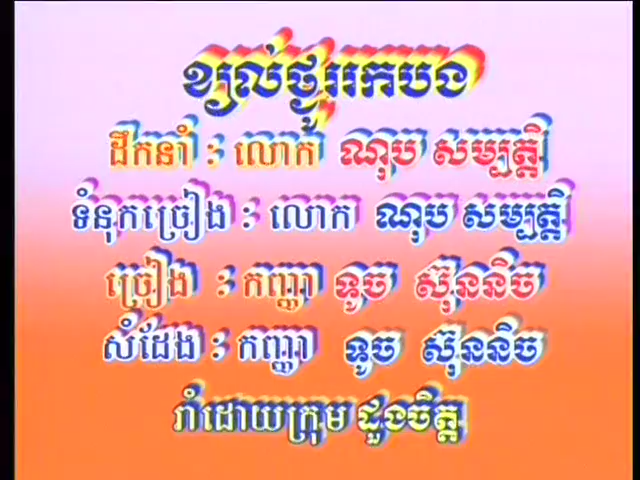 ខ្យល់ថ្ងូររកបង
ដឹកនាំ : លោក ណុប សម្បត្តិ
ទំនុកច្រៀង : លោក ណុប សម្បត្តិ
ច្រៀង : កញ្ញា ទូច ស៊ុននិច
សំដែង : កញ្ញា ទូច ស៊ុននិច
រាំដោយក្រុម ដួងចិត្ត